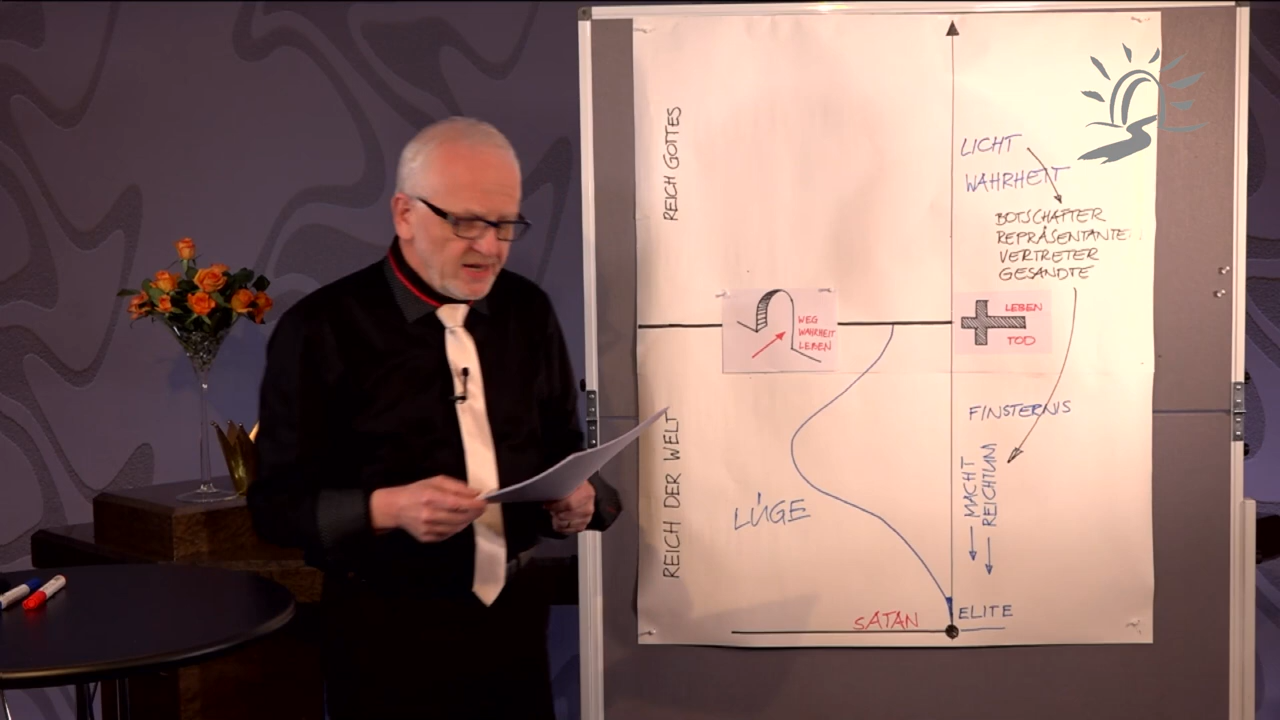 REICH GOTTES
LICHT
WAHRHEIT
BOTSCHAFTER
REPRÄSENTANTEN
VERTRETER
GESANDTE
WEG
WAHRHEIT
LEBEN
LEBEN
TOD
REICH DER WELT
FINSTERNIS
MACHT
REICHTUM
LÜGE
SATAN
ELITE